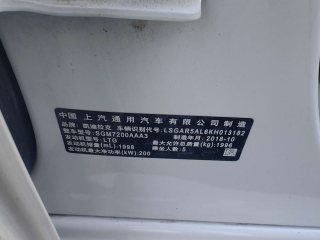 中国 上汽通用汽车有限公司制造
品牌: 凯迪拉克 车辆识别代号: LSGAR5AL6KH013182
整车型号: SGM7200AAA3 制造年月: 2018-10
发动机型号: LTG 最大允许总质量(kg): 1996
发动机排量(mL): 1998 乘坐人数: 5
发动机最大净功率(kW): 200